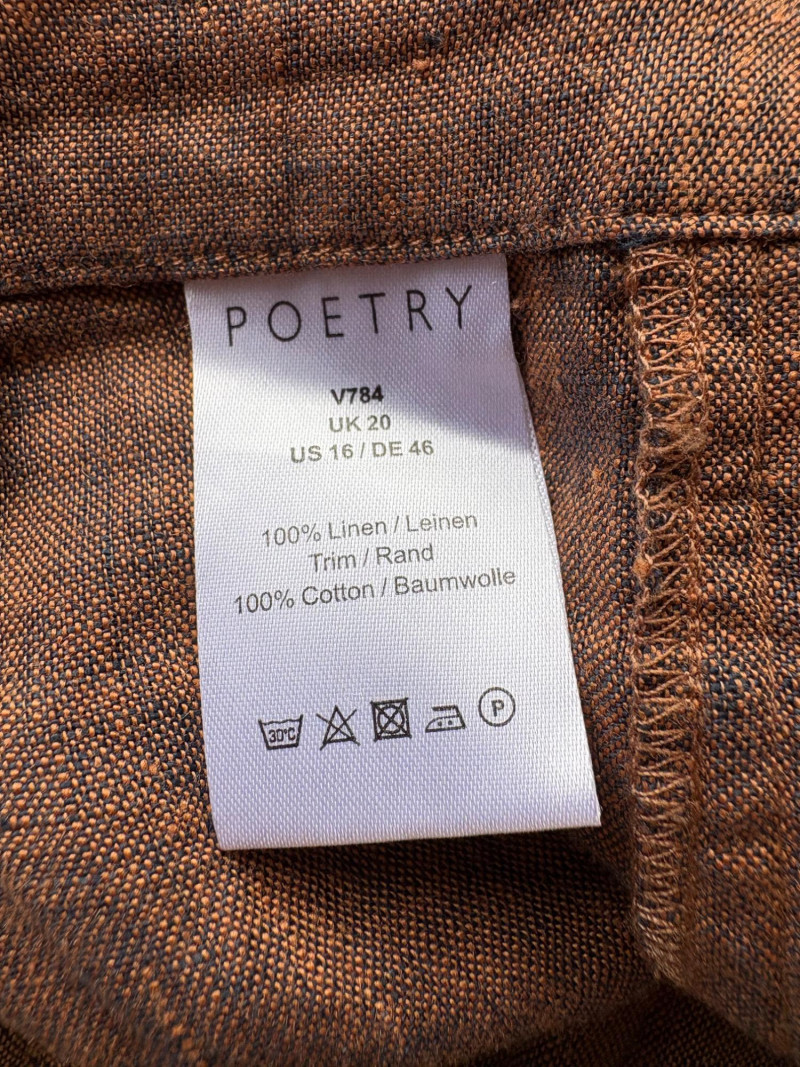 POETRY
V784
UK 20
US 16 / DE 46
100% Linen / Leinen
Trim / Rand
100% Cotton / Baumwolle
30°C P